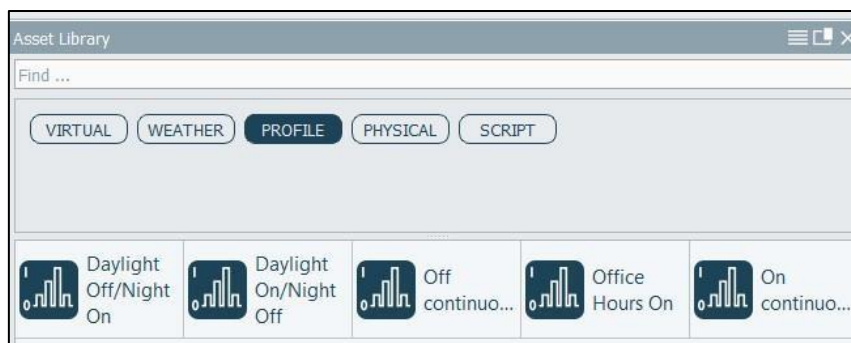 Asset Library
Find ...
VIRTUAL WEATHER PROFILE PHYSICAL SCRIPT
Daylight
Off/Night
On
Daylight
On/Night
Off
Off
continuo...
Office
Hours On
On
continuo...